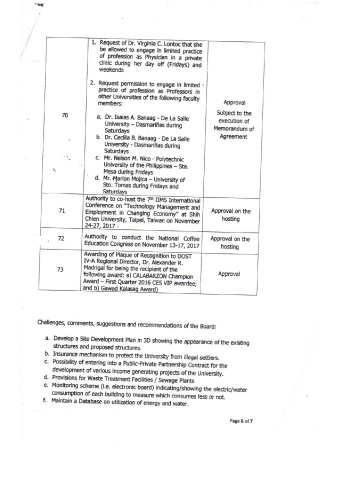 1. Request of Dr. Virginia C. Lontoc that she
be allowed to engage in limited practice
of profession as Physician in a private
clinic during her day off (Fridays) and
weekends
2. Request permission to engage in limited
practice of profession as Professors in
other Universities of the following faculty
members:
70
a. Dr. Isaias A. Banaag - De La Salle
University – Dasmariñas during
Saturdays
b. Dr. Cecilia B. Banaag - De La Salle
University - Dasmariñas during
Saturdays
c. Mr. Nelson M. Nico - Polytechnic
University of the Philippines – Sta.
Mesa during Fridays
d. Mr. Marlon Mojica – University of
Sto. Tomas during Fridays and
Saturdays
Approval
Subject to the
execution of
Memorandum of
Agreement
71
Authority to co-host the 7th IIMS International
Conference on "Technology Management and
Employment in Changing Economy" at Shih
Chien University, Taipei, Taiwan on November
24-27, 2017
Approval on the
hosting
72
Authority to conduct the National Coffee
Education Congress on November 13-17, 2017
Approval on the
hosting
73
Awarding of Plaque of Recognition to DOST
IV-A Regional Director, Dr. Alexander R.
Madrigal for being the recipient of the
following award: a) CALABARZON Champion
Award – First Quarter 2016 CES VIP awardee;
and b) Gawad Kalasag Award)
Approval
Challenges, comments, suggestions and recommendations of the Board:
a. Develop a Site Development Plan in 3D showing the appearance of the existing
structures and proposed structures.
b. Insurance mechanism to protect the University from illegal settlers.
c. Possibility of entering into a Public-Private Partnership Contract for the
development of various income generating projects of the University.
d. Provisions for Waste Treatment Facilities / Sewage Plants
e. Monitoring scheme (i.e. electronic board) indicating/showing the electric/water
consumption of each building to measure which consumes less or not.
f. Maintain a Database on utilization of energy and water.
Page 6 of 7